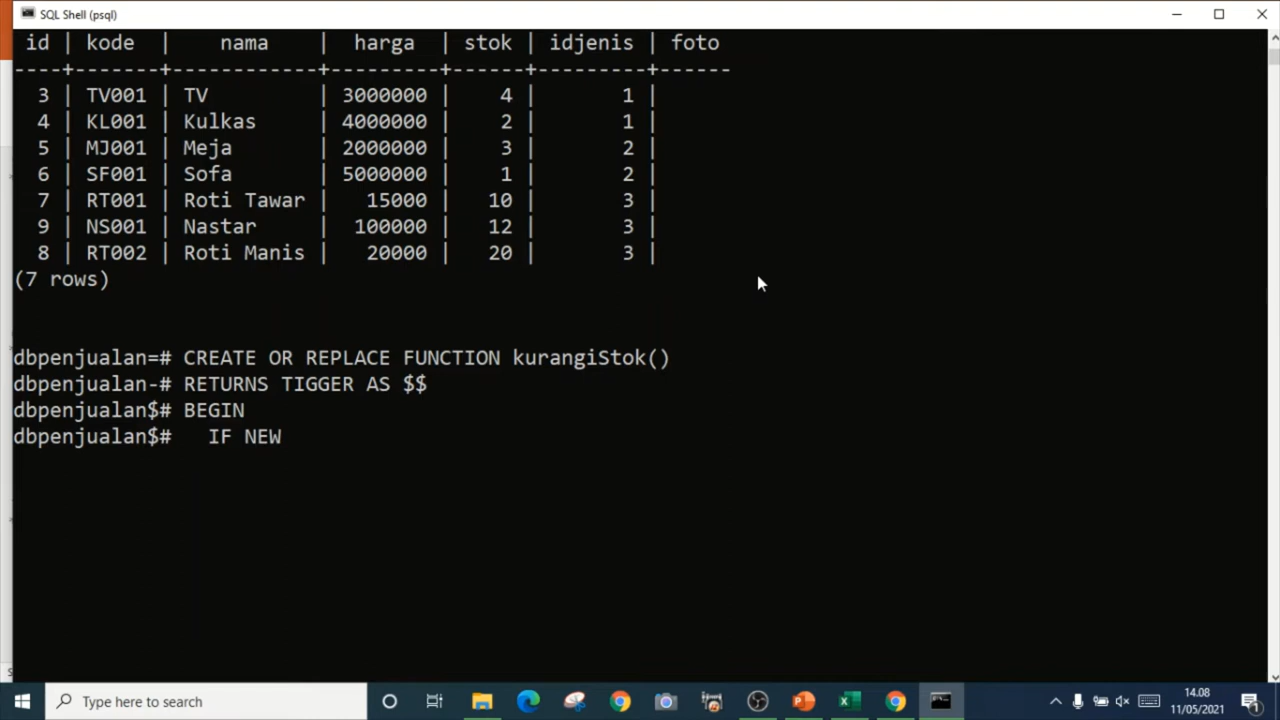 SQL Shell (psql)
id | kode | nama | harga | stok | idjenis | foto
----+-------+------------+---------+------+---------+------
3 | TV001 | TV | 3000000 | 4 | 1 |
4 | KL001 | Kulkas | 4000000 | 2 | 1 |
5 | MJ001 | Meja | 2000000 | 3 | 2 |
6 | SF001 | Sofa | 5000000 | 1 | 2 |
7 | RT001 | Roti Tawar | 15000 | 10 | 3 |
9 | NS001 | Nastar | 100000 | 12 | 3 |
8 | RT002 | Roti Manis | 20000 | 20 | 3 |
(7 rows)
dbpenjualan=# CREATE OR REPLACE FUNCTION kurangiStok()
dbpenjualan-# RETURNS TIGGER AS $$
dbpenjualan$# BEGIN
dbpenjualan$# IF NEW
Type here to search
14.08
11/05/2021
1